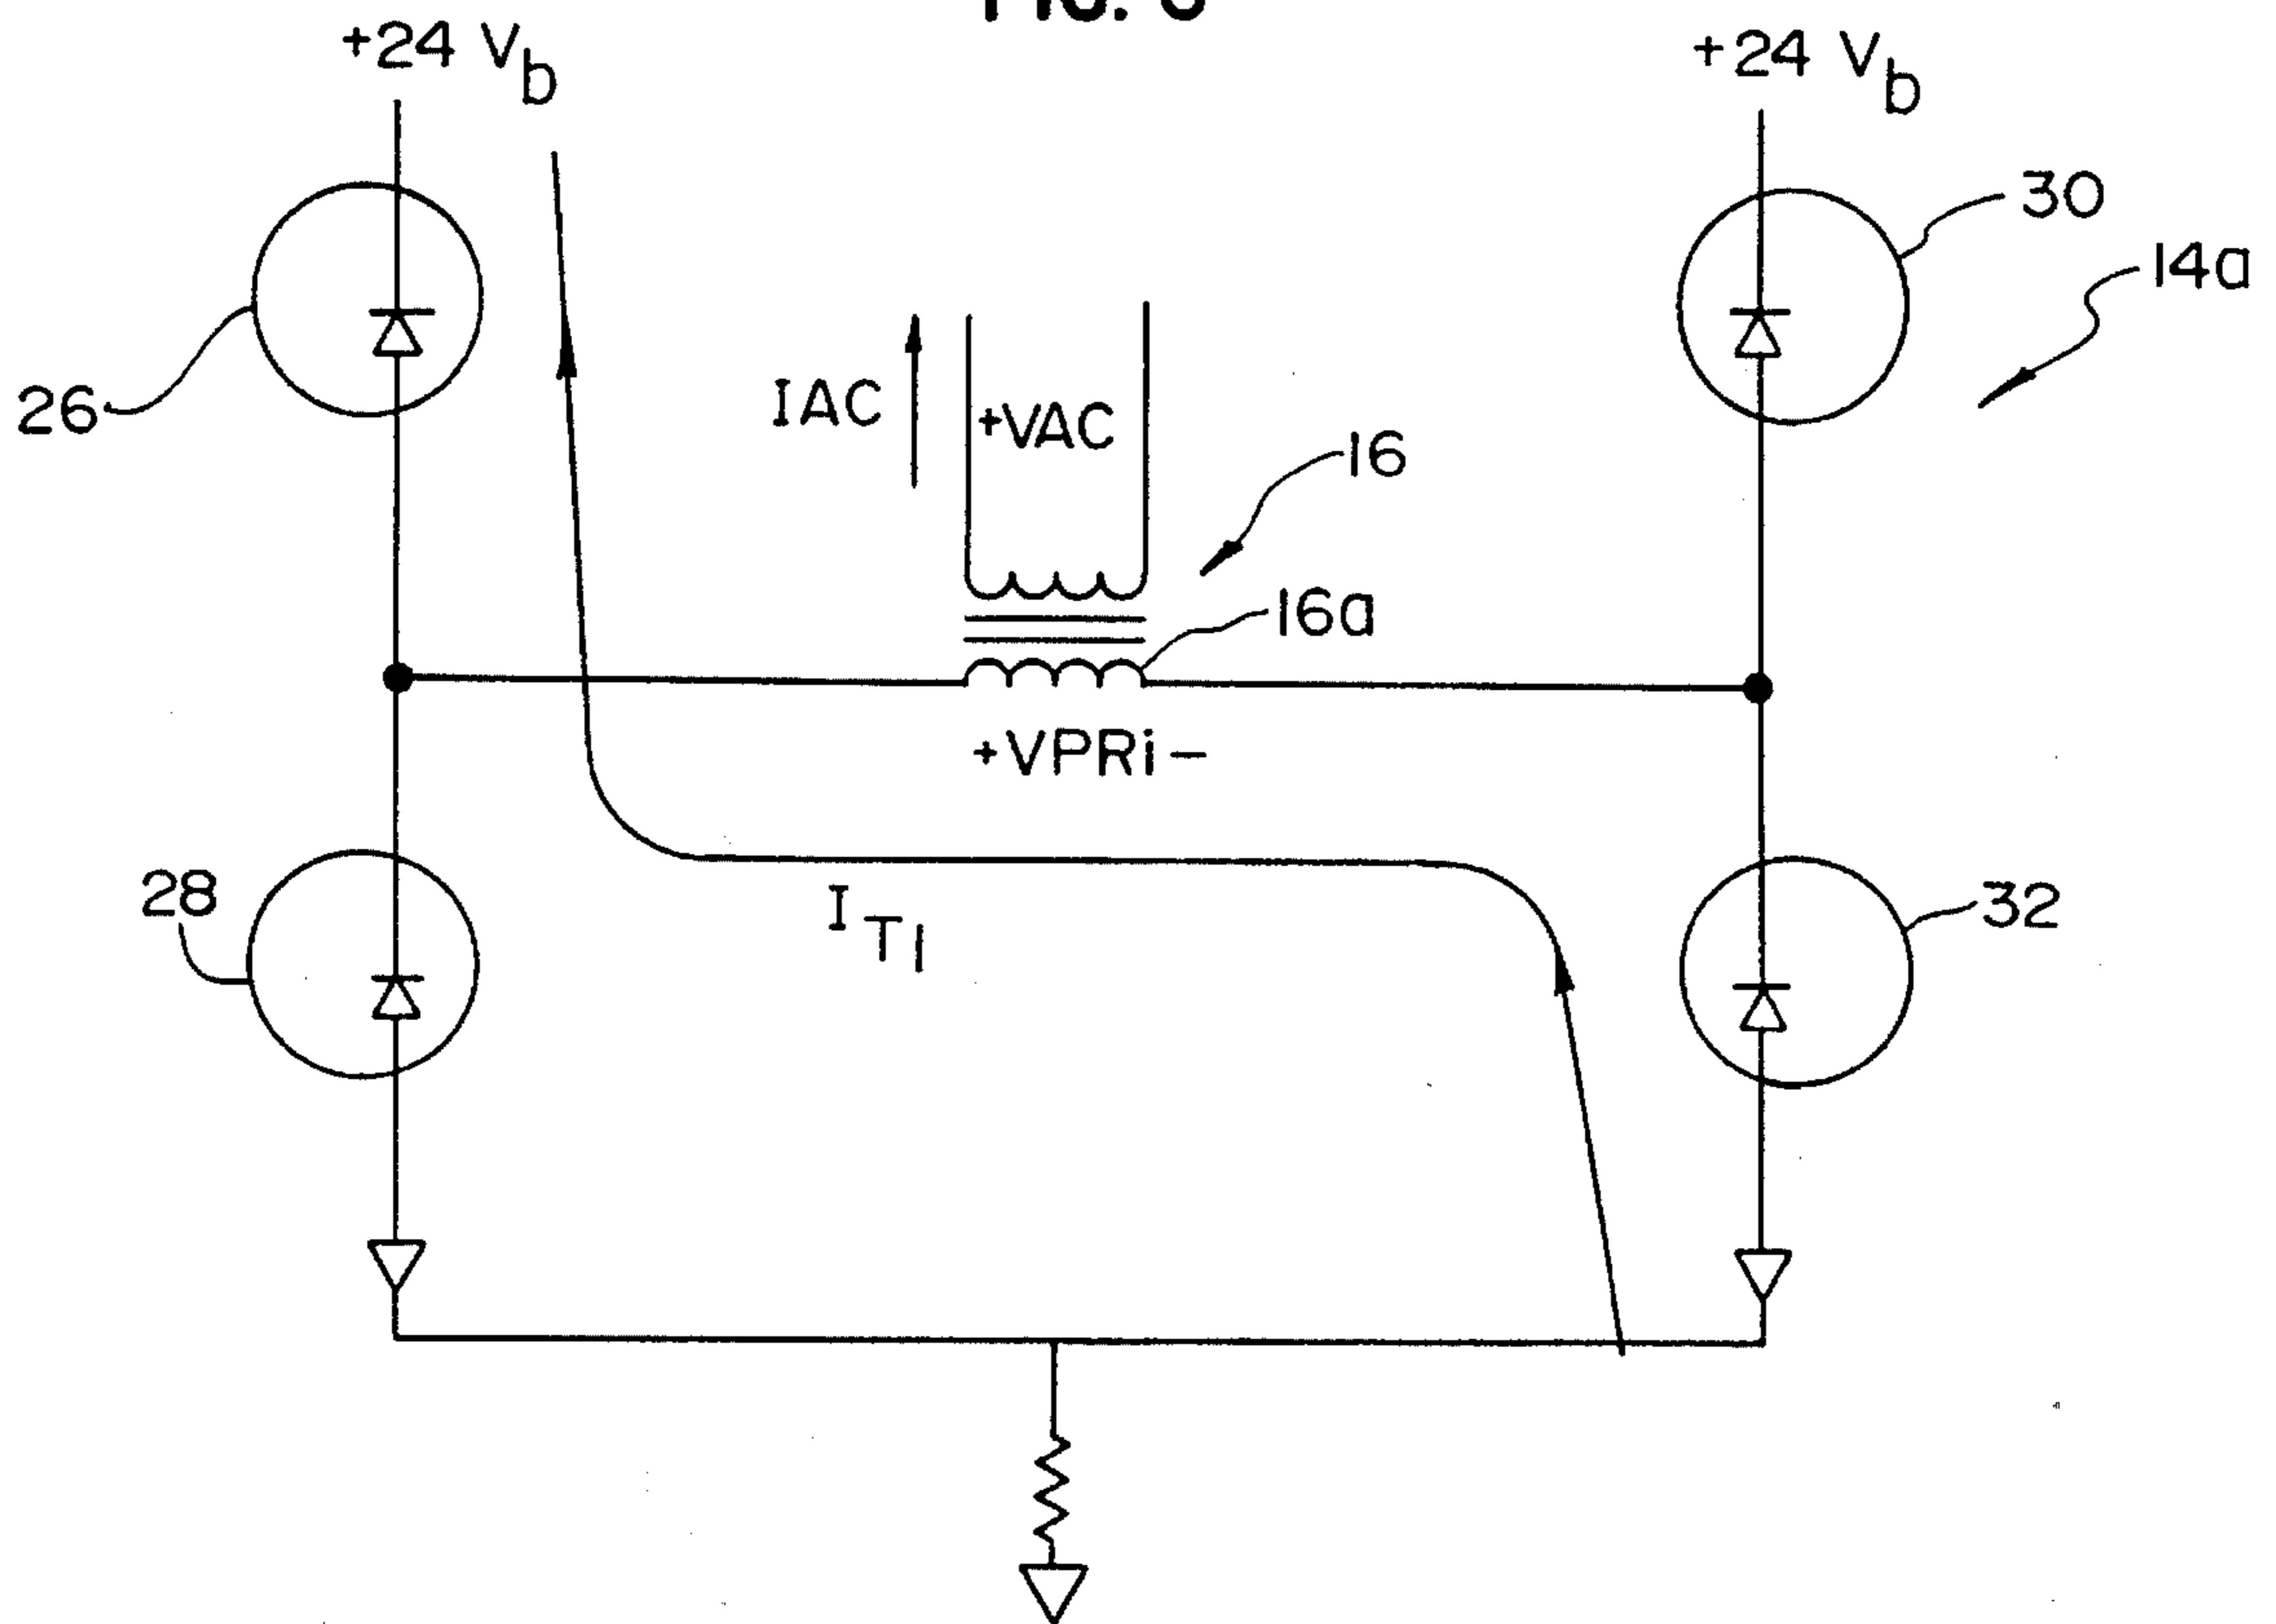 +24 Vb
+24 Vb
30
14a
26
IAC
+VAC
16
16a
+VPRi-
28
IT1
32